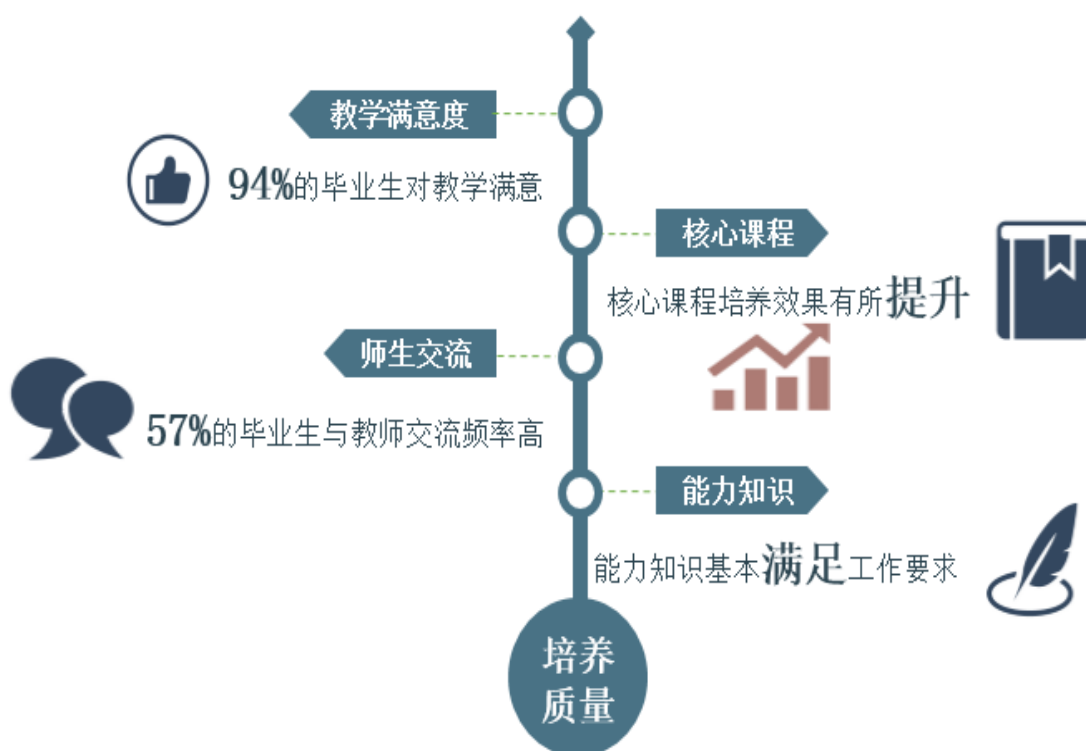 教学满意度
94%的毕业生对教学满意
核心课程
核心课程培养效果有所提升
师生交流
57%的毕业生与教师交流频率高
能力知识
能力知识基本满足工作要求
培养
质量